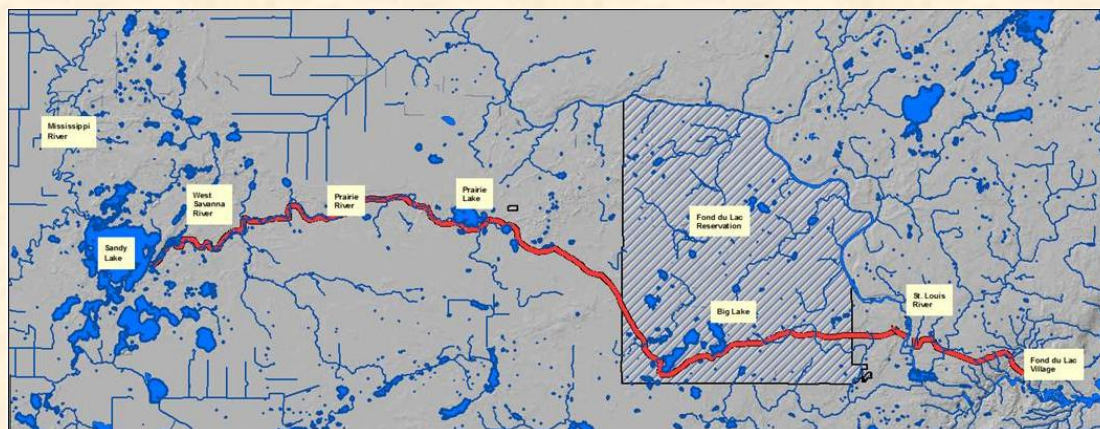 Mississippi
River
West
Savanna
River
Sandy
Lake
Prairie
River
Prairie
Lake
Fond du Lac
Reservation
Big Lake
St. Louis
River
Fond du Lac
Village